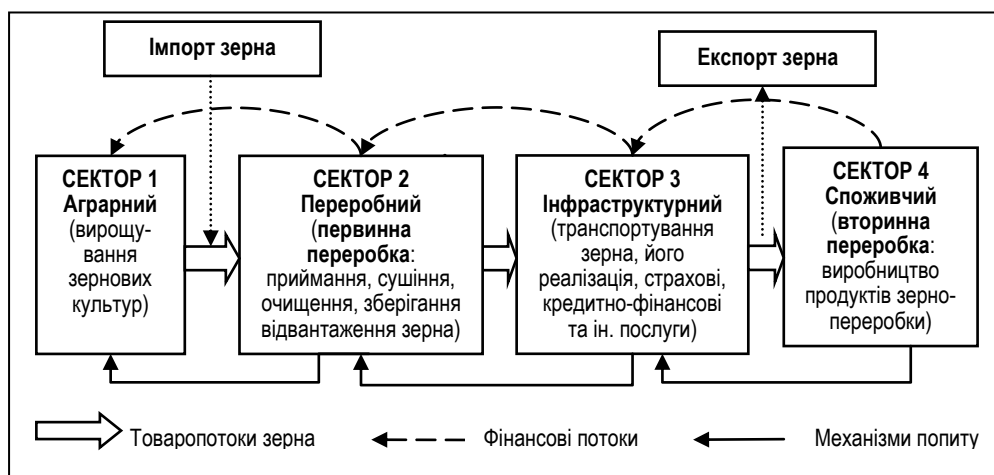 Імпорт зерна
Експорт зерна
СЕКТОР 1
Аграрний
(вирощу-
вання
зернових
культур)
СЕКТОР 2
Переробний
(первинна
переробка:
приймання, сушіння,
очищення, зберігання
відвантаження зерна)
СЕКТОР 3
Інфраструктурний
(транспортування
зерна, його
реалізація, страхові,
кредитно-фінансові
та ін. послуги)
СЕКТОР 4
Споживчий
(вторинна
переробка:
виробництво
продуктів зерно-
переробки)
Товаропотоки зерна
Фінансові потоки
Механізми попиту